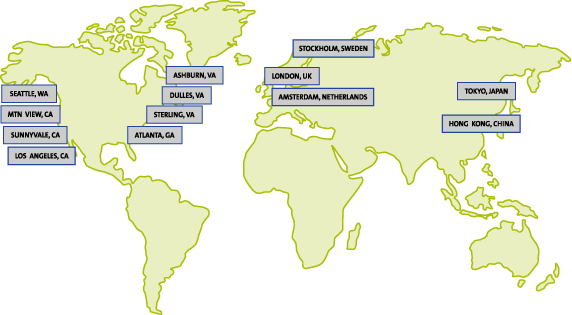 STOCKHOLM, SWEDEN
ASHBURN, VA
LONDON, UK
SEATTLE, WA
DULLES, VA
AMSTERDAM, NETHERLANDS
TOKYO, JAPAN
MTN VIEW, CA
STERLING, VA
HONG KONG, CHINA
SUNNYVALE, CA
ATLANTA, GA
LOS ANGELES, CA